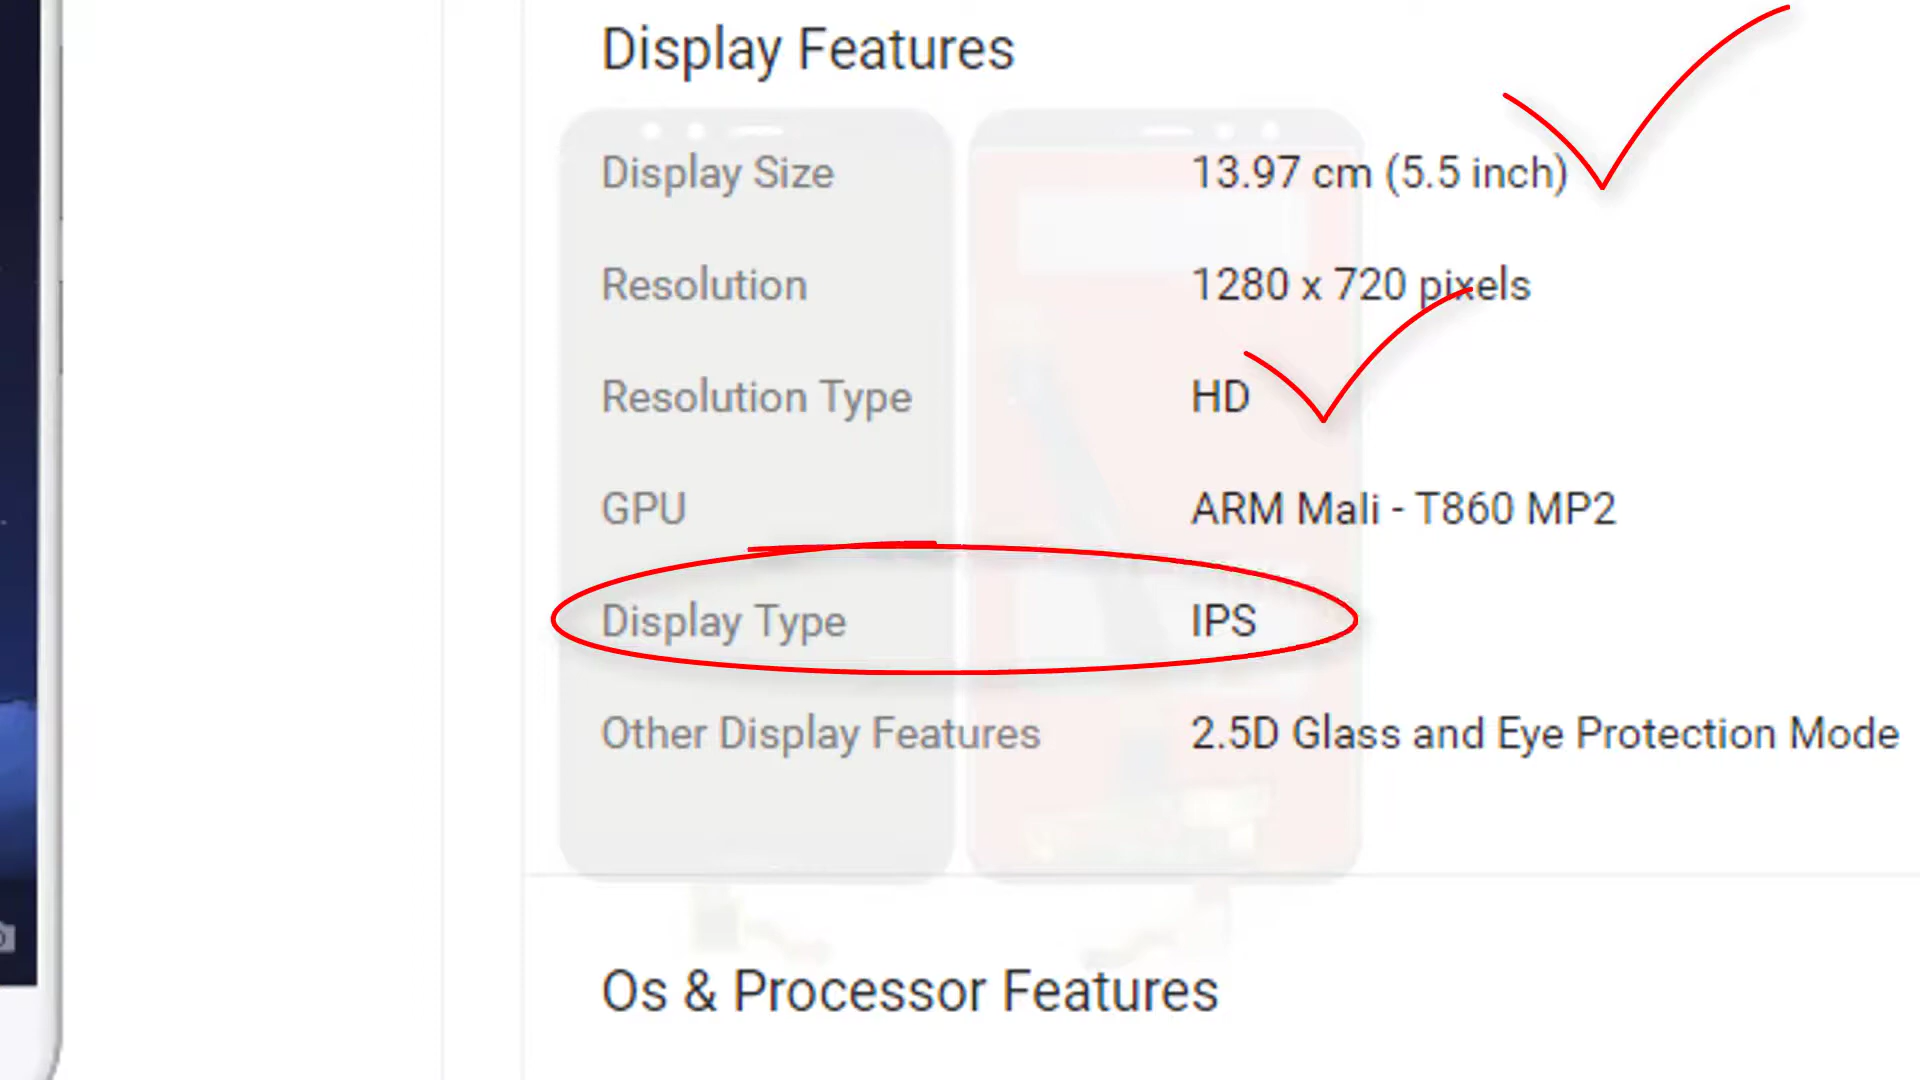 Display Features
Display Size 13.97 cm (5.5 inch)
Resolution 1280 x 720 pixels
Resolution Type HD
GPU ARM Mali - T860 MP2
Display Type IPS
Other Display Features 2.5D Glass and Eye Protection Mode
Os & Processor Features